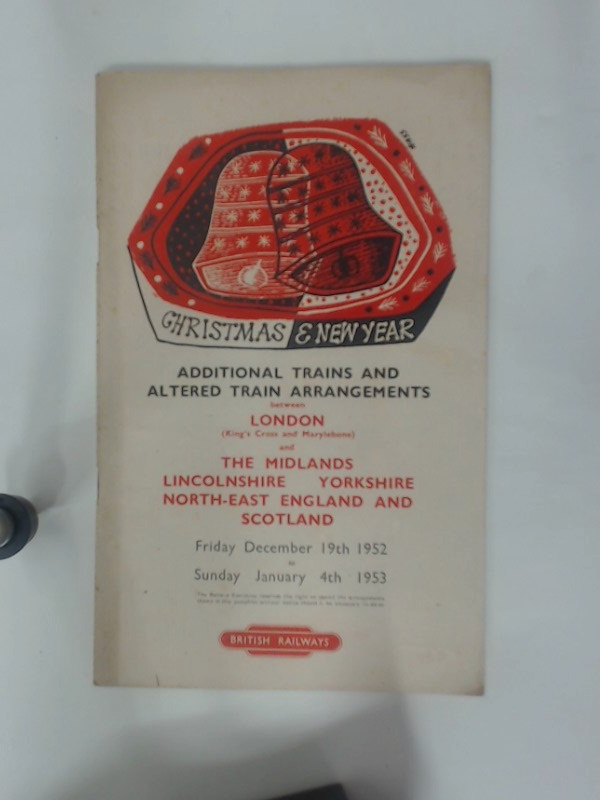 CHRISTMAS & NEW YEAR
ADDITIONAL TRAINS AND
ALTERED TRAIN ARRANGEMENTS
between
LONDON
(King's Cross and Marylebone)
and
THE MIDLANDS
LINCOLNSHIRE YORKSHIRE
NORTH-EAST ENGLAND AND
SCOTLAND
Friday December 19th 1952
to
Sunday January 4th 1953
BRITISH RAILWAYS